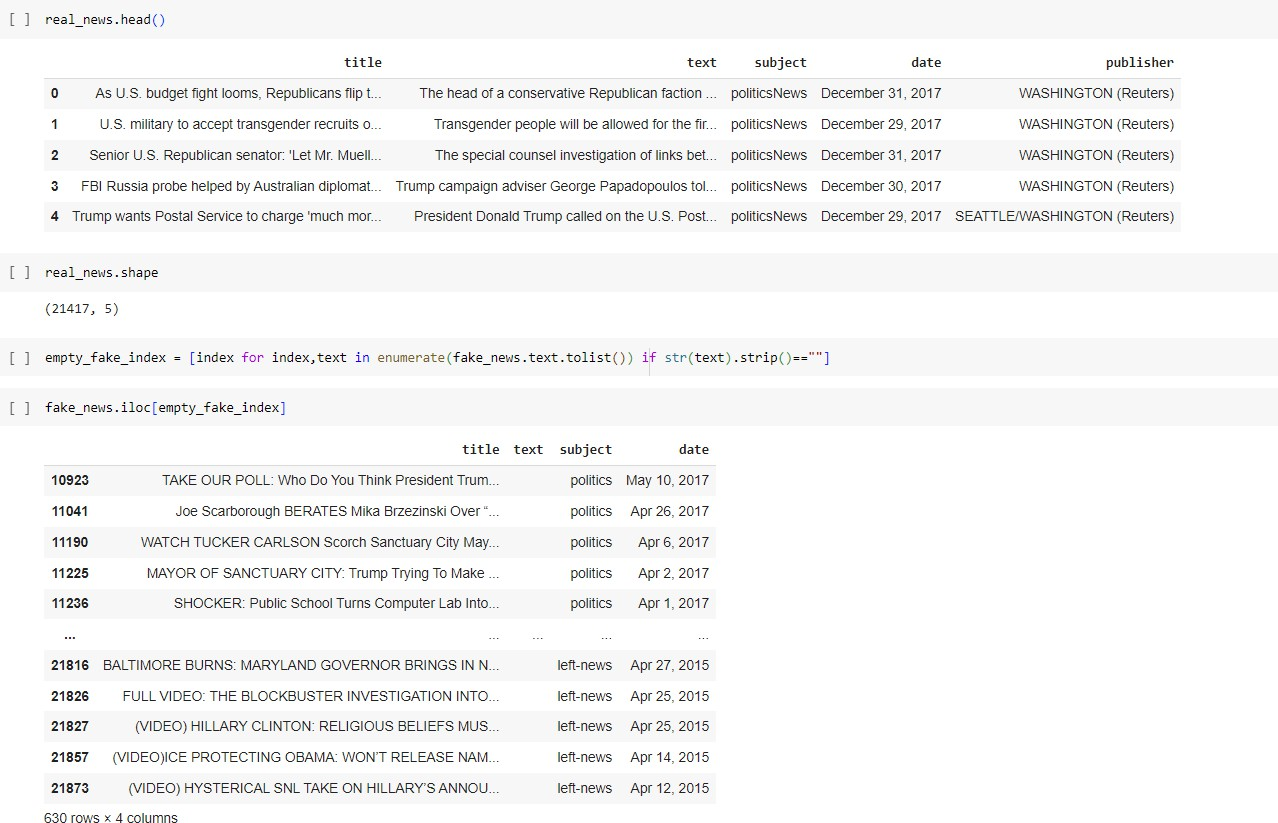 [ ] real_news.head()
title text subject date publisher
0 As U.S. budget fight looms, Republicans flip t... The head of a conservative Republican faction ... politicsNews December 31, 2017 WASHINGTON (Reuters)
1 U.S. military to accept transgender recruits o... Transgender people will be allowed for the fir... politicsNews December 29, 2017 WASHINGTON (Reuters)
2 Senior U.S. Republican senator: 'Let Mr. Muell... The special counsel investigation of links bet... politicsNews December 31, 2017 WASHINGTON (Reuters)
3 FBI Russia probe helped by Australian diplomat... Trump campaign adviser George Papadopoulos tol... politicsNews December 30, 2017 WASHINGTON (Reuters)
4 Trump wants Postal Service to charge 'much mor... President Donald Trump called on the U.S. Post... politicsNews December 29, 2017 SEATTLE/WASHINGTON (Reuters)
[ ] real_news.shape
(21417, 5)
[ ] empty_fake_index = [index for index,text in enumerate(fake_news.text.tolist()) if str(text).strip()==""]
[ ] fake_news.iloc[empty_fake_index]
title text subject date
10923 TAKE OUR POLL: Who Do You Think President Trum... politics May 10, 2017
11041 Joe Scarborough BERATES Mika Brzezinski Over “... politics Apr 26, 2017
11190 WATCH TUCKER CARLSON Scorch Sanctuary City May... politics Apr 6, 2017
11225 MAYOR OF SANCTUARY CITY: Trump Trying To Make ... politics Apr 2, 2017
11236 SHOCKER: Public School Turns Computer Lab Into... politics Apr 1, 2017
... ... ... ... ...
21816 BALTIMORE BURNS: MARYLAND GOVERNOR BRINGS IN N... left-news Apr 27, 2015
21826 FULL VIDEO: THE BLOCKBUSTER INVESTIGATION INTO... left-news Apr 25, 2015
21827 (VIDEO) HILLARY CLINTON: RELIGIOUS BELIEFS MUS... left-news Apr 25, 2015
21857 (VIDEO)ICE PROTECTING OBAMA: WON’T RELEASE NAM... left-news Apr 14, 2015
21873 (VIDEO) HYSTERICAL SNL TAKE ON HILLARY’S ANNOU... left-news Apr 12, 2015
630 rows × 4 columns